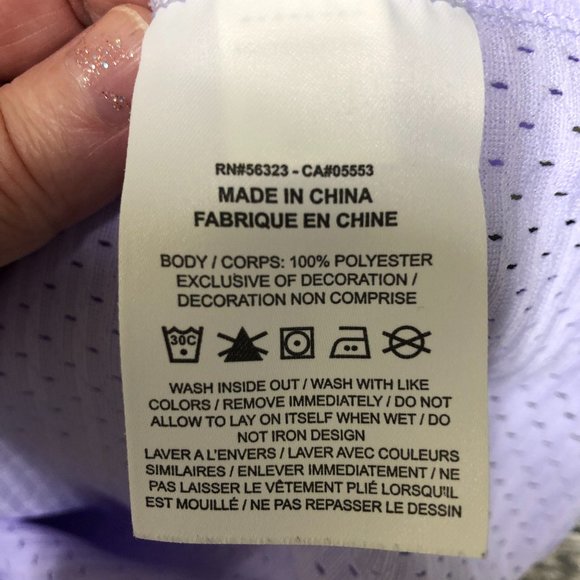 RN#56323 - CA#05553
MADE IN CHINA
FABRIQUE EN CHINE
BODY / CORPS: 100% POLYESTER
EXCLUSIVE OF DECORATION /
DECORATION NON COMPRISE
30C
WASH INSIDE OUT / WASH WITH LIKE
COLORS / REMOVE IMMEDIATELY / DO NOT
ALLOW TO LAY ON ITSELF WHEN WET / DO
NOT IRON DESIGN
LAVER A L'ENVERS / LAVER AVEC COULEURS
SIMILAIRES / ENLEVER IMMEDIATEMENT / NE
PAS LAISSER LE VÊTEMENT PLIÉ LORSQU'IL
EST MOUILLÉ / NE PAS REPASSER LE DESSIN